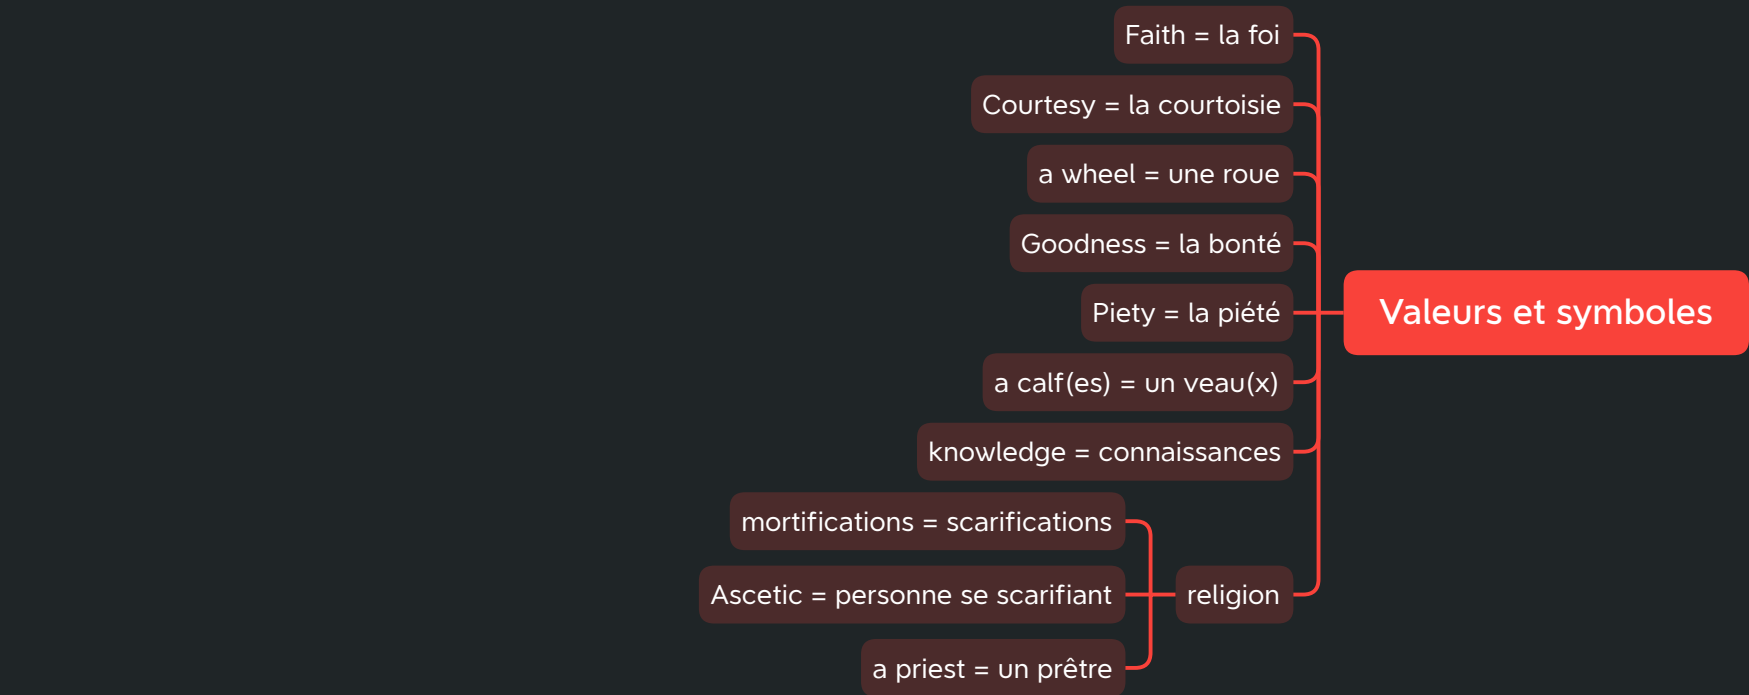 Faith = la foi
Courtesy = la courtoisie
a wheel = une roue
Goodness = la bonté
Valeurs et symboles
Piety = la piété
a calf(es) = un veau(x)
knowledge = connaissances
mortifications = scarifications
Ascetic = personne se scarifiant
religion
a priest = un prêtre